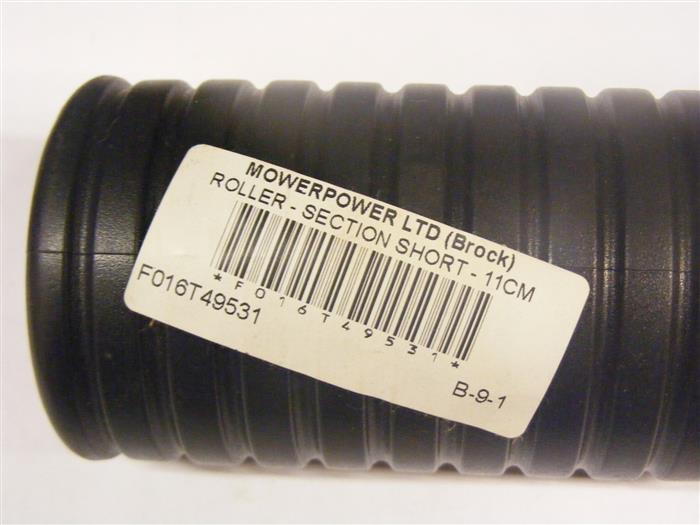 MOWERPOWER LTD (Brock)
ROLLER - SECTION SHORT - 11CM
*F016T49531*
F016T49531
B-9-1